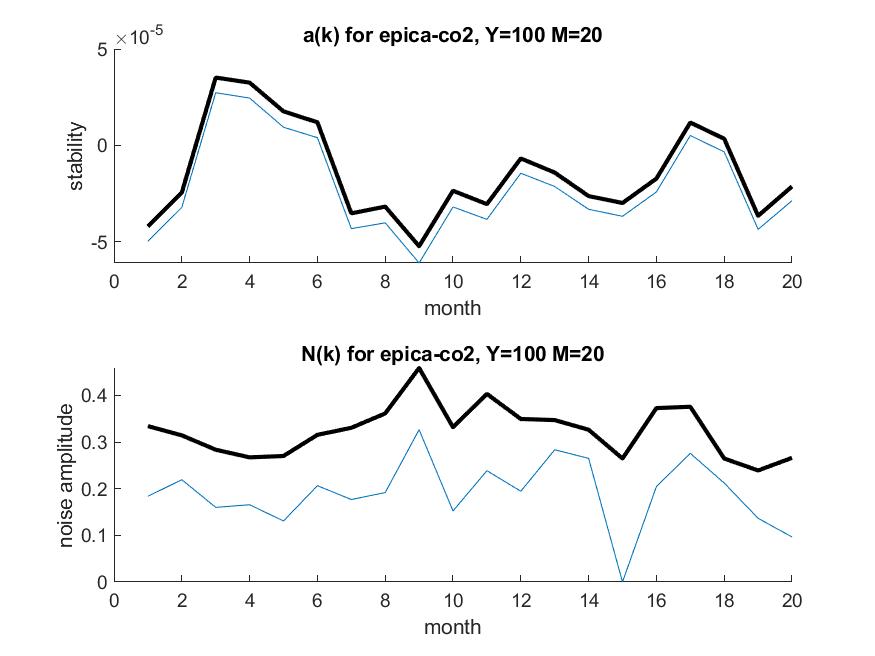 ×10^-5
a(k) for epica-co2, Y=100 M=20
5
0
-5
stability
0 2 4 6 8 10 12 14 16 18 20
month
N(k) for epica-co2, Y=100 M=20
0.4
0.3
0.2
0.1
0
noise amplitude
0 2 4 6 8 10 12 14 16 18 20
month